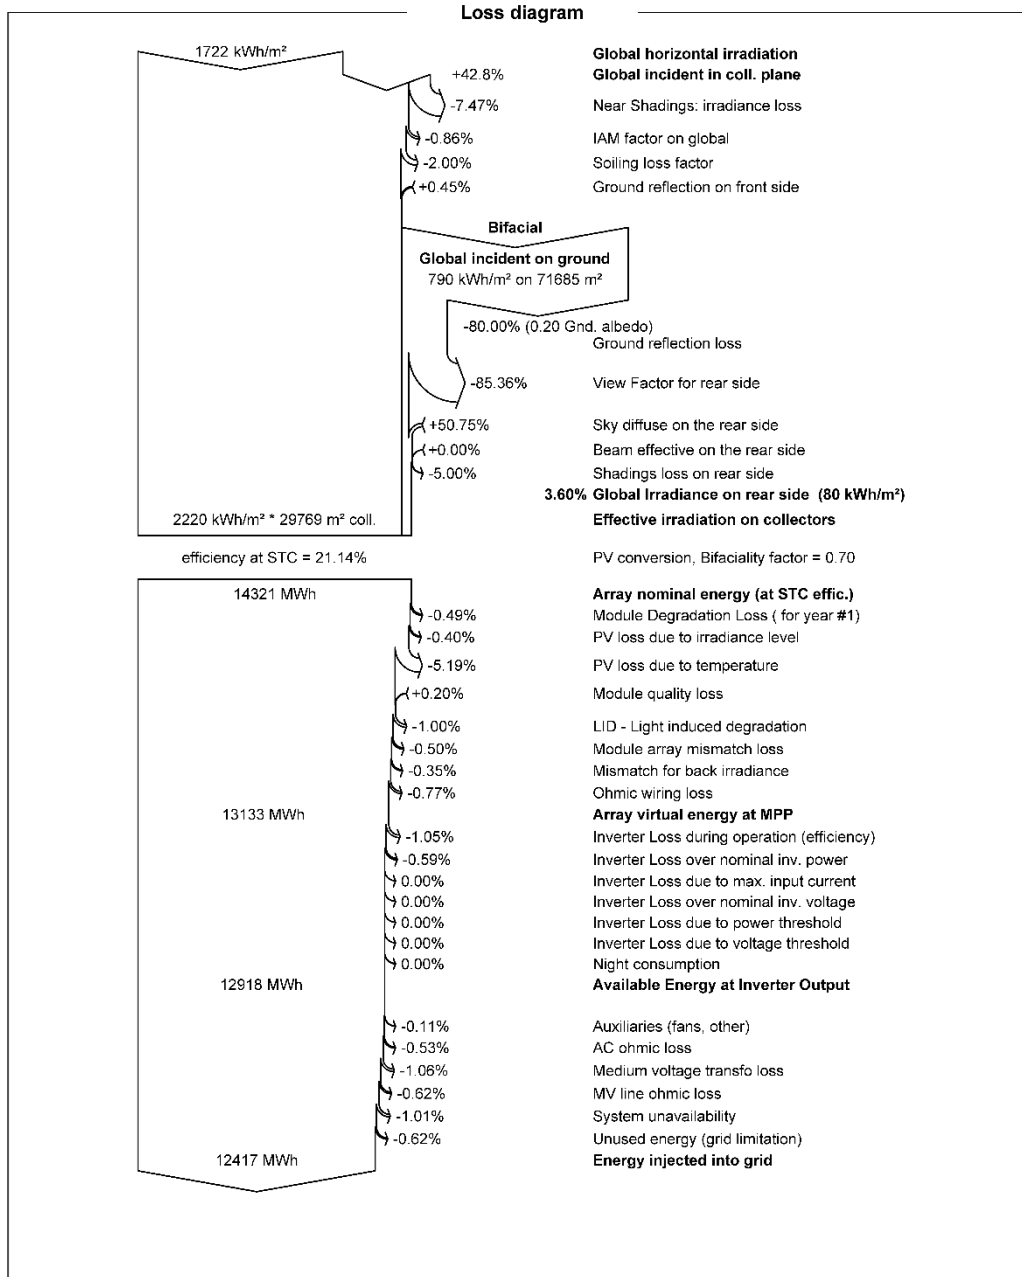 Loss diagram
1722 kWh/m² Global horizontal irradiation
+42.8% Global incident in coll. plane
-7.47% Near Shadings: irradiance loss
-0.86% IAM factor on global
-2.00% Soiling loss factor
+0.45% Ground reflection on front side
Bifacial
Global incident on ground
790 kWh/m² on 71685 m²
-80.00% (0.20 Gnd. albedo)
Ground reflection loss
-85.36% View Factor for rear side
+50.75% Sky diffuse on the rear side
+0.00% Beam effective on the rear side
-5.00% Shadings loss on rear side
3.60% Global Irradiance on rear side (80 kWh/m²)
2220 kWh/m² * 29769 m² coll. Effective irradiation on collectors
efficiency at STC = 21.14% PV conversion, Bifaciality factor = 0.70
14321 MWh Array nominal energy (at STC effic.)
-0.49% Module Degradation Loss ( for year #1)
-0.40% PV loss due to irradiance level
-5.19% PV loss due to temperature
+0.20% Module quality loss
-1.00% LID - Light induced degradation
-0.50% Module array mismatch loss
-0.35% Mismatch for back irradiance
-0.77% Ohmic wiring loss
13133 MWh Array virtual energy at MPP
-1.05% Inverter Loss during operation (efficiency)
-0.59% Inverter Loss over nominal inv. power
0.00% Inverter Loss due to max. input current
0.00% Inverter Loss over nominal inv. voltage
0.00% Inverter Loss due to power threshold
0.00% Inverter Loss due to voltage threshold
0.00% Night consumption
12918 MWh Available Energy at Inverter Output
-0.11% Auxiliaries (fans, other)
-0.53% AC ohmic loss
-1.06% Medium voltage transfo loss
-0.62% MV line ohmic loss
-1.01% System unavailability
-0.62% Unused energy (grid limitation)
12417 MWh Energy injected into grid